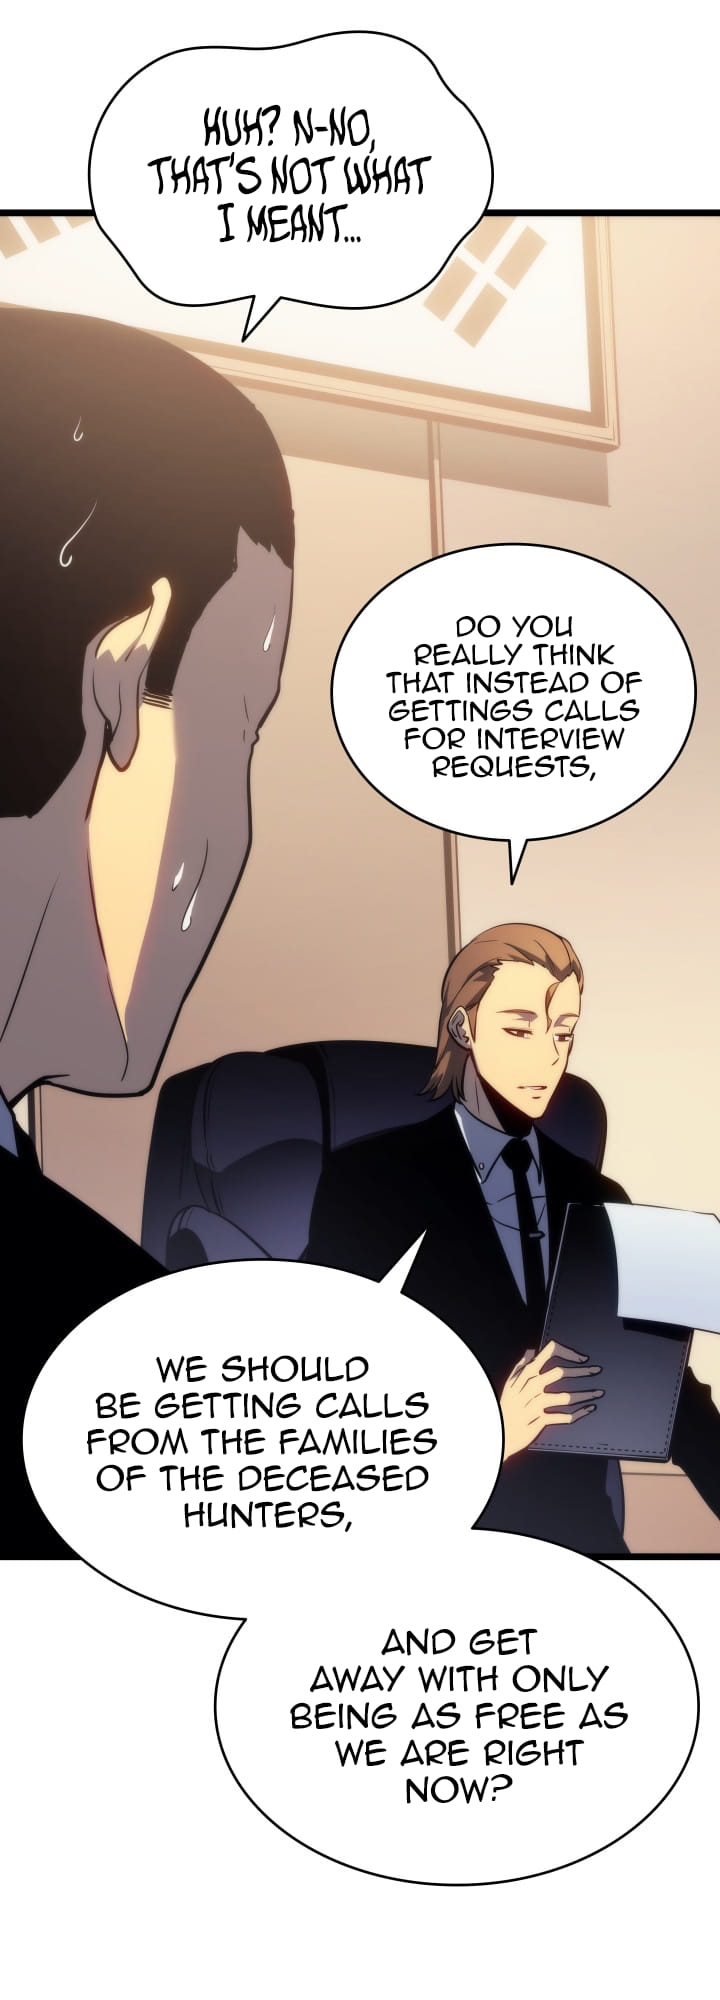 HUH? N-NO,
THAT'S NOT WHAT
I MEANT...
DO YOU
REALLY THINK
THAT INSTEAD OF
GETTINGS CALLS
FOR INTERVIEW
REQUESTS,
WE SHOULD
BE GETTING CALLS
FROM THE FAMILIES
OF THE DECEASED
HUNTERS,
AND GET
AWAY WITH ONLY
BEING AS FREE AS
WE ARE RIGHT
NOW?